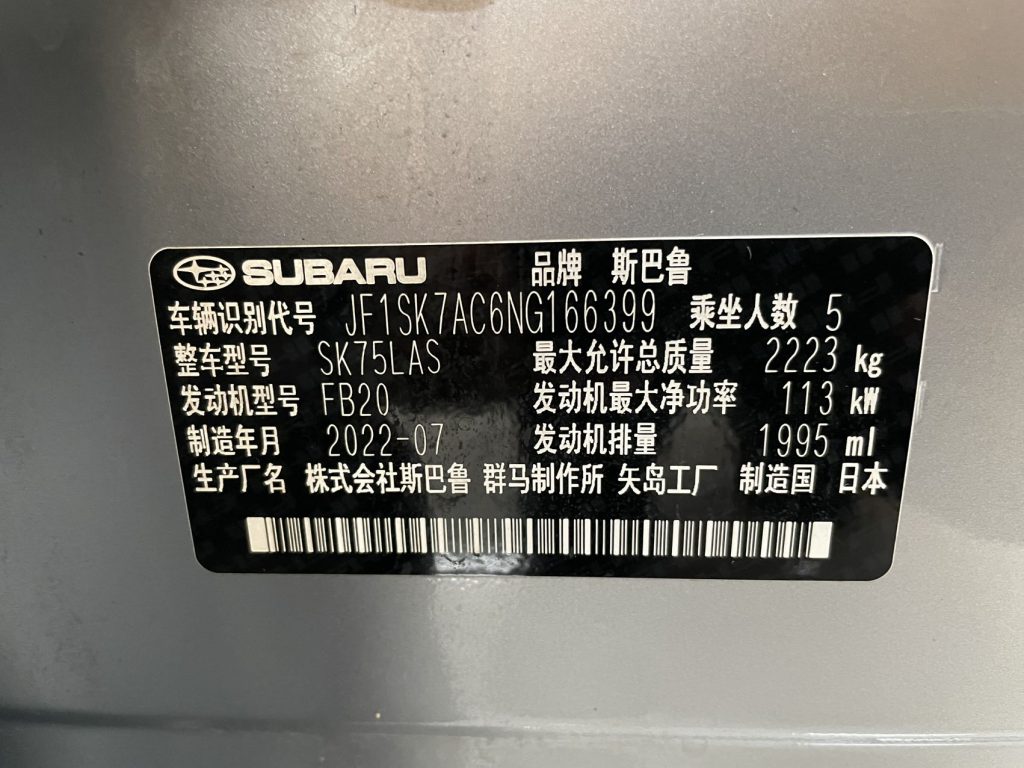 SUBARU 品牌 斯巴鲁
车辆识别代号 JF1SK7AC6NG166399 乘坐人数 5
整车型号 SK75LAS 最大允许总质量 2223 kg
发动机型号 FB20 发动机最大净功率 113 kW
制造年月 2022-07 发动机排量 1995 ml
生产厂名 株式会社斯巴鲁 群马制作所 矢岛工厂 制造国 日本